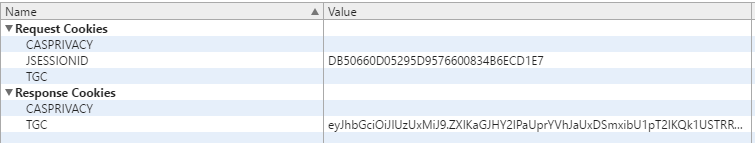 Name Value
Request Cookies
CASPRIVACY
JSESSIONID DB50660D05295D9576600834B6ECD1E7
TGC
Response Cookies
CASPRIVACY
TGC eyJhbGciOiJIUzUxMiJ9.ZXlKaGJHY2lPaUprYVhJaUxDSmxibU1pT2lKQk1USTRR...